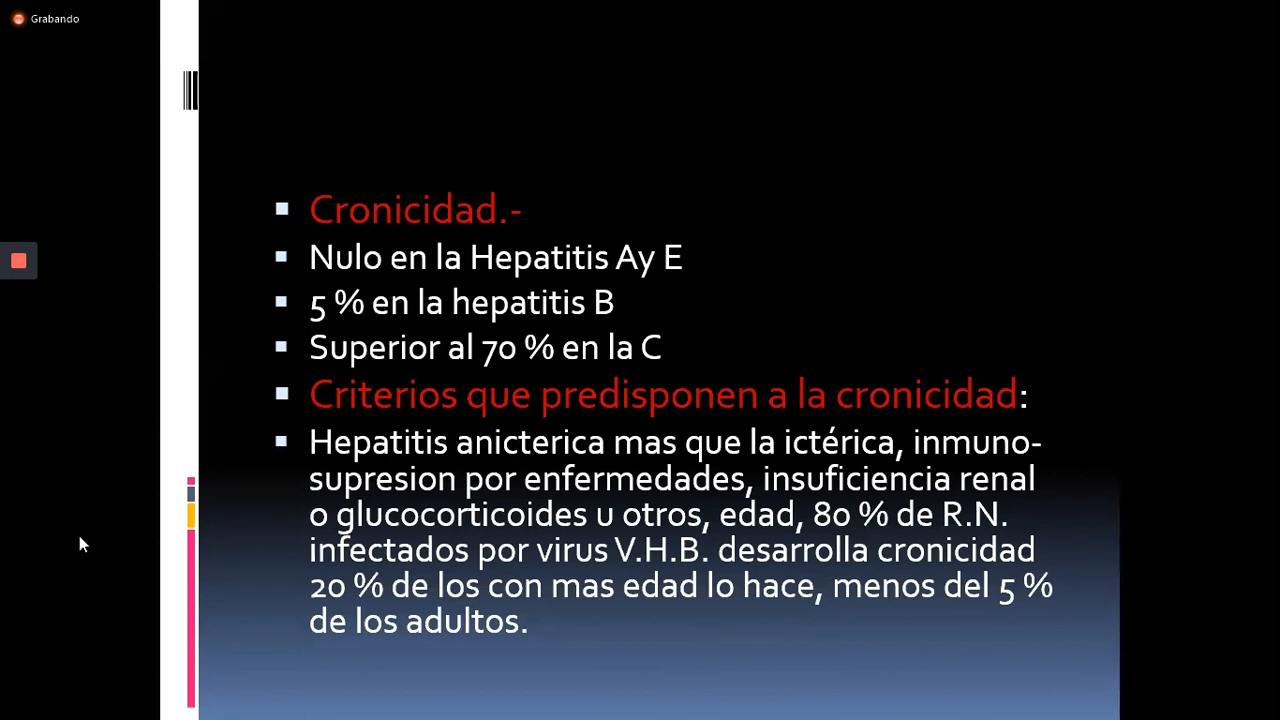 Grabando
Cronicidad.-
Nulo en la Hepatitis Ay E
5 % en la hepatitis B
Superior al 70 % en la C
Criterios que predisponen a la cronicidad:
Hepatitis anicterica mas que la ictérica, inmuno-
supresion por enfermedades, insuficiencia renal
o glucocorticoides u otros, edad, 80 % de R.N.
infectados por virus V.H.B. desarrolla cronicidad
20 % de los con mas edad lo hace, menos del 5 %
de los adultos.